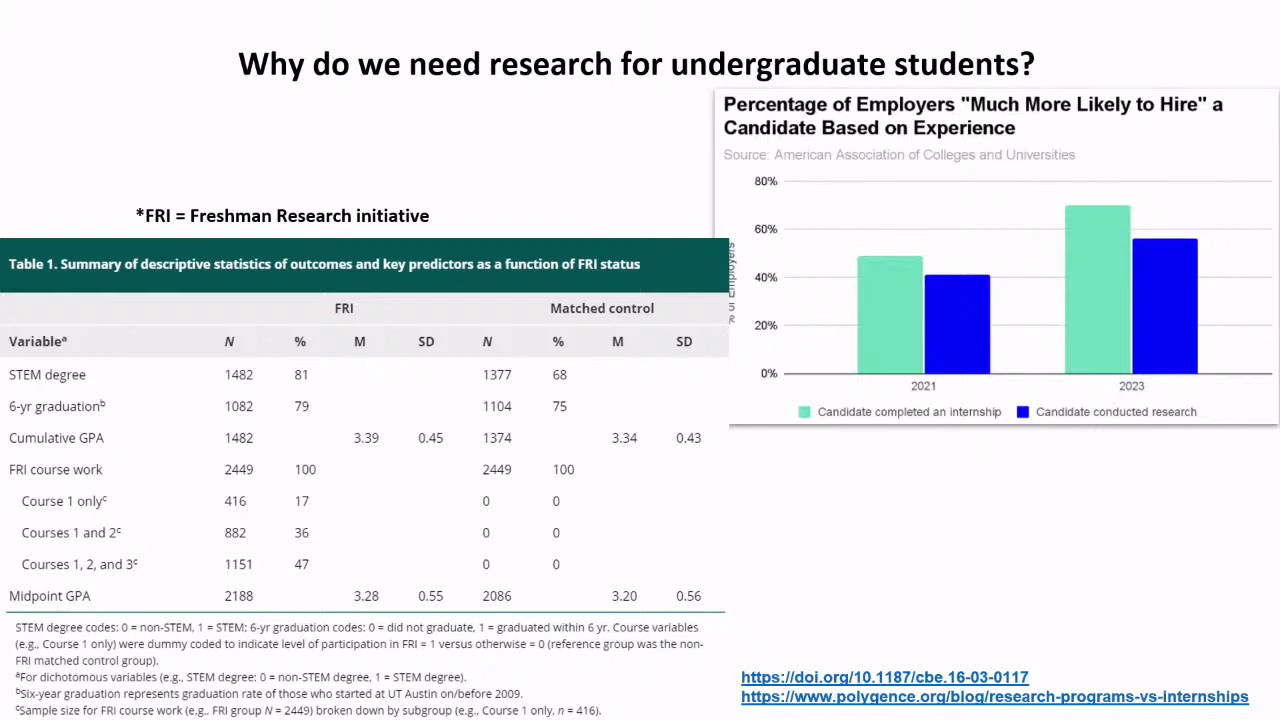 Why do we need research for undergraduate students?
Percentage of Employers "Much More Likely to Hire" a
Candidate Based on Experience
Source: American Association of Colleges and Universities
80%
60%
40%
20%
0%
% of Employers
2021
2023
Candidate completed an internship
Candidate conducted research
*FRI = Freshman Research initiative
Table 1. Summary of descriptive statistics of outcomes and key predictors as a function of FRI status
FRI Matched control
Variableᵃ N % M SD N % M SD
STEM degree 1482 81 1377 68
6-yr graduationᵇ 1082 79 1104 75
Cumulative GPA 1482 3.39 0.45 1374 3.34 0.43
FRI course work 2449 100 2449 100
Course 1 onlyᶜ 416 17 0 0
Courses 1 and 2ᶜ 882 36 0 0
Courses 1, 2, and 3ᶜ 1151 47 0 0
Midpoint GPA 2188 3.28 0.55 2086 3.20 0.56
STEM degree codes: 0 = non-STEM, 1 = STEM; 6-yr graduation codes: 0 = did not graduate, 1 = graduated within 6 yr. Course variables
(e.g., Course 1 only) were dummy coded to indicate level of participation in FRI = 1 versus otherwise = 0 (reference group was the non-
FRI matched control group).
ᵃFor dichotomous variables (e.g., STEM degree: 0 = non-STEM degree, 1 = STEM degree).
ᵇSix-year graduation represents graduation rate of those who started at UT Austin on/before 2009.
ᶜSample size for FRI course work (e.g., FRI group N = 2449) broken down by subgroup (e.g., Course 1 only, n = 416).
https://doi.org/10.1187/cbe.16-03-0117
https://www.polygence.org/blog/research-programs-vs-internships